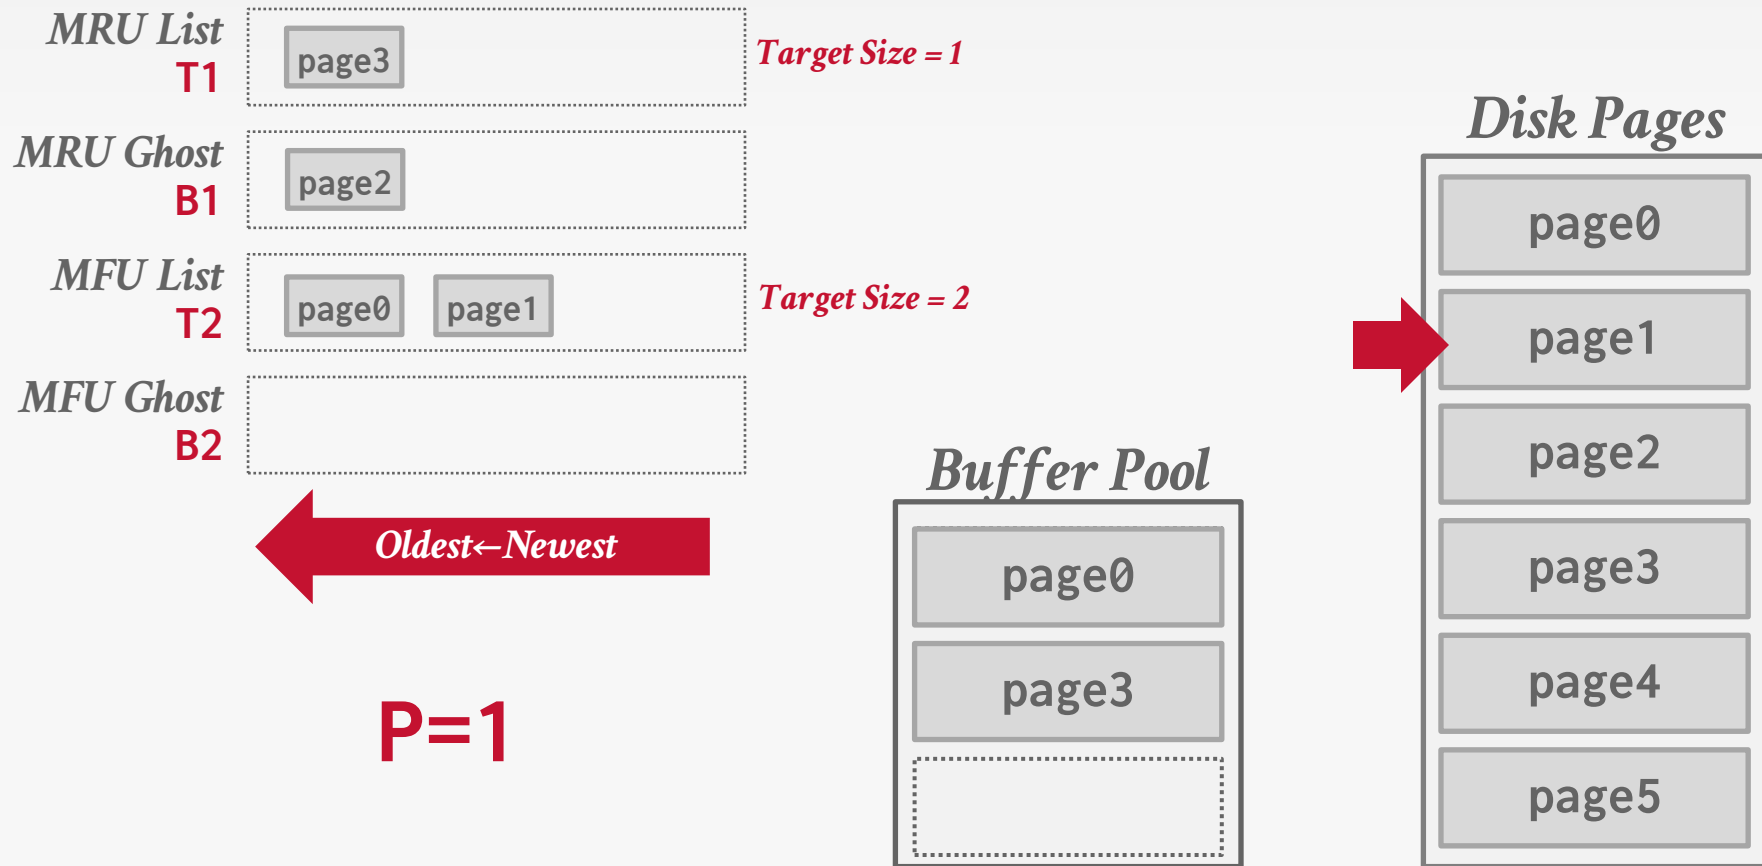 MRU List
T1
page3
Target Size = 1
MRU Ghost
B1
page2
MFU List
T2
page0 page1
Target Size = 2
MFU Ghost
B2
Oldest←Newest
P=1
Buffer Pool
page0
page3
Disk Pages
page0
page1
page2
page3
page4
page5